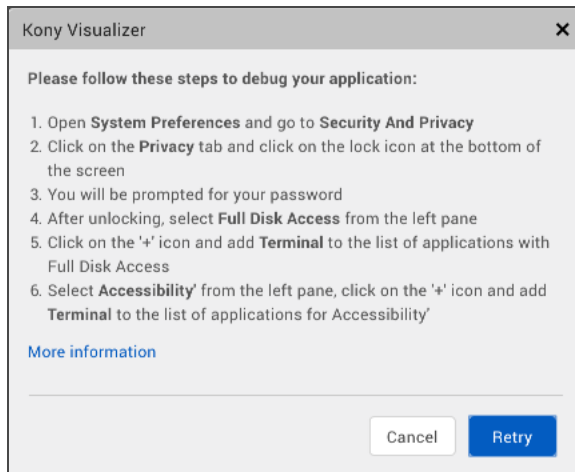 Kony Visualizer
Please follow these steps to debug your application:
1. Open System Preferences and go to Security And Privacy
2. Click on the Privacy tab and click on the lock icon at the bottom of
the screen
3. You will be prompted for your password
4. After unlocking, select Full Disk Access from the left pane
5. Click on the '+' icon and add Terminal to the list of applications with
Full Disk Access
6. Select Accessibility' from the left pane, click on the '+' icon and add
Terminal to the list of applications for Accessibility'
More information
Cancel
Retry